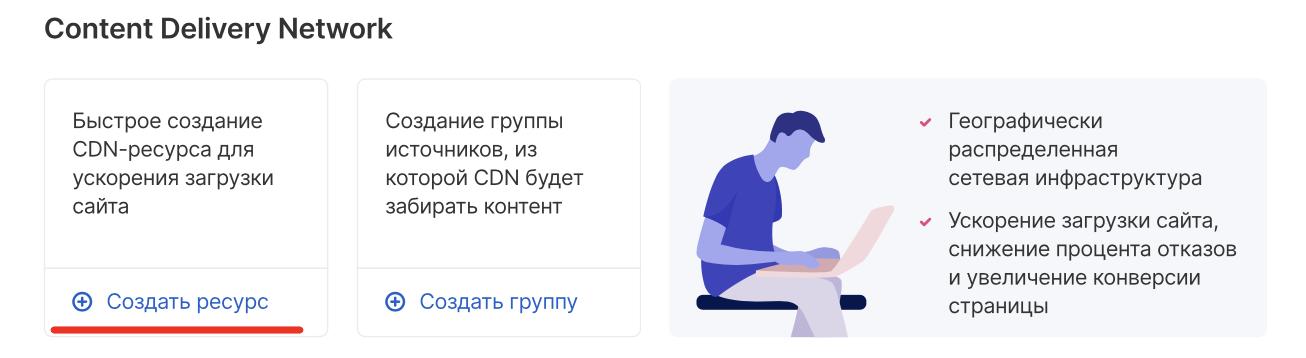 Content Delivery Network
Быстрое создание
CDN-ресурса для
ускорения загрузки
сайта
Создать ресурс
Создание группы
источников, из
которой CDN будет
забирать контент
Создать группу
Географически
распределенная
сетевая инфраструктура
Ускорение загрузки сайта,
снижение процента отказов
и увеличение конверсии
страницы